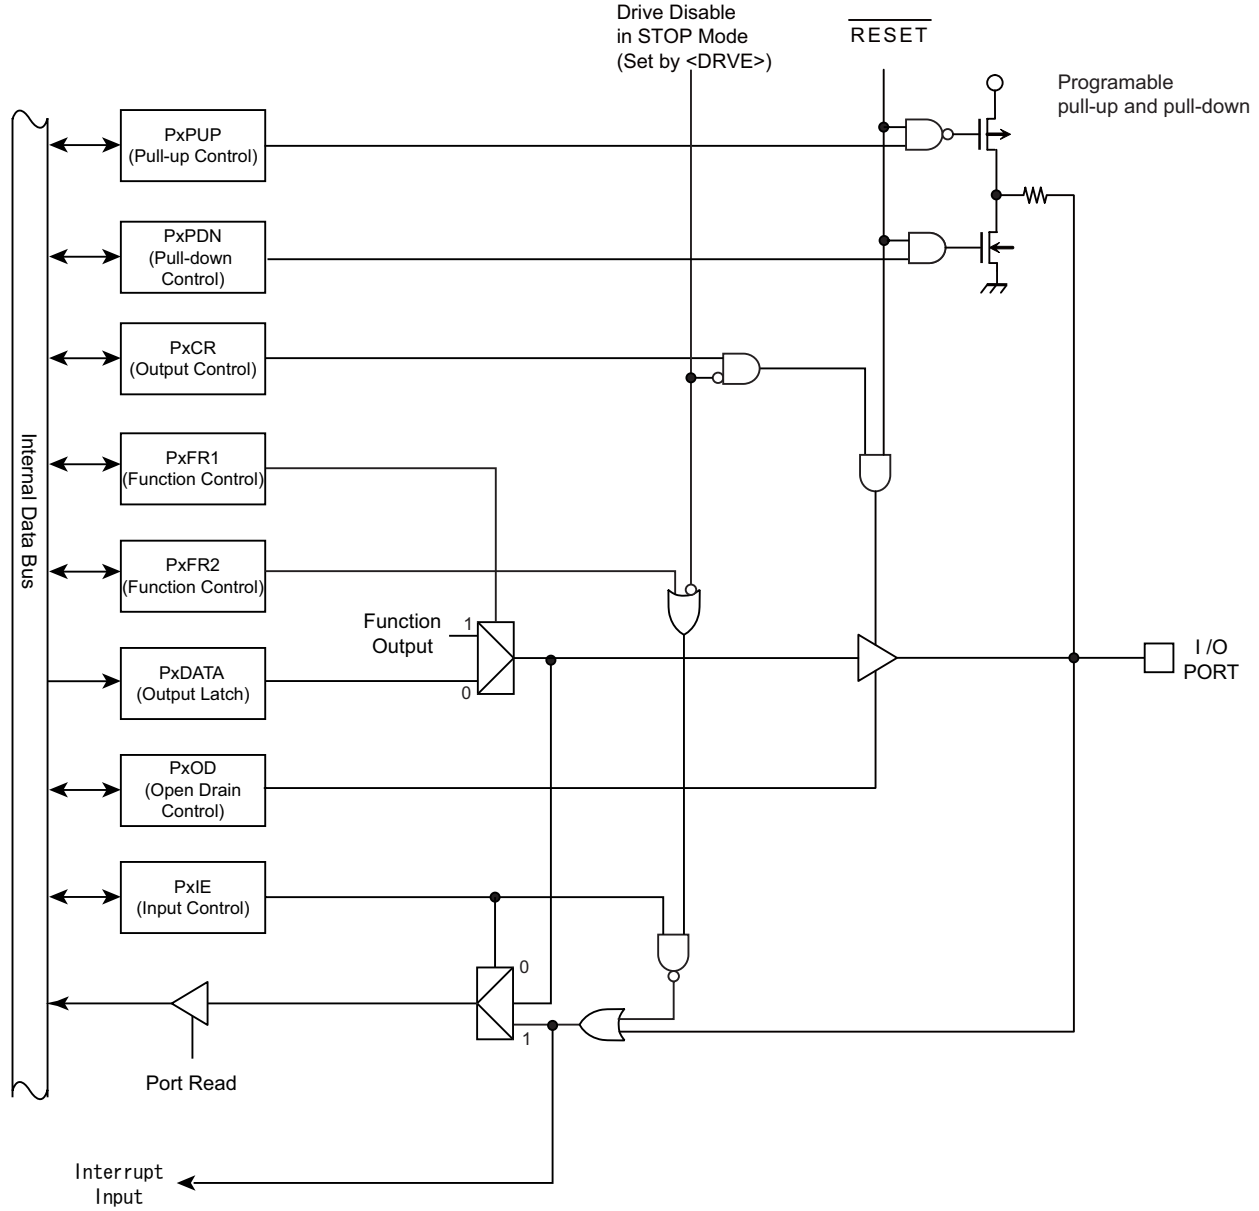 Drive Disable
in STOP Mode
(Set by <DRVE>)
RESET
Programable
pull-up and pull-down
PxPUP
(Pull-up Control)
PxPDN
(Pull-down
Control)
PxCR
(Output Control)
Internal Data Bus
PxFR1
(Function Control)
PxFR2
(Function Control)
Function
Output
1
0
PxDATA
(Output Latch)
I /O
PORT
PxOD
(Open Drain
Control)
PxIE
(Input Control)
0
1
Port Read
Interrupt
Input